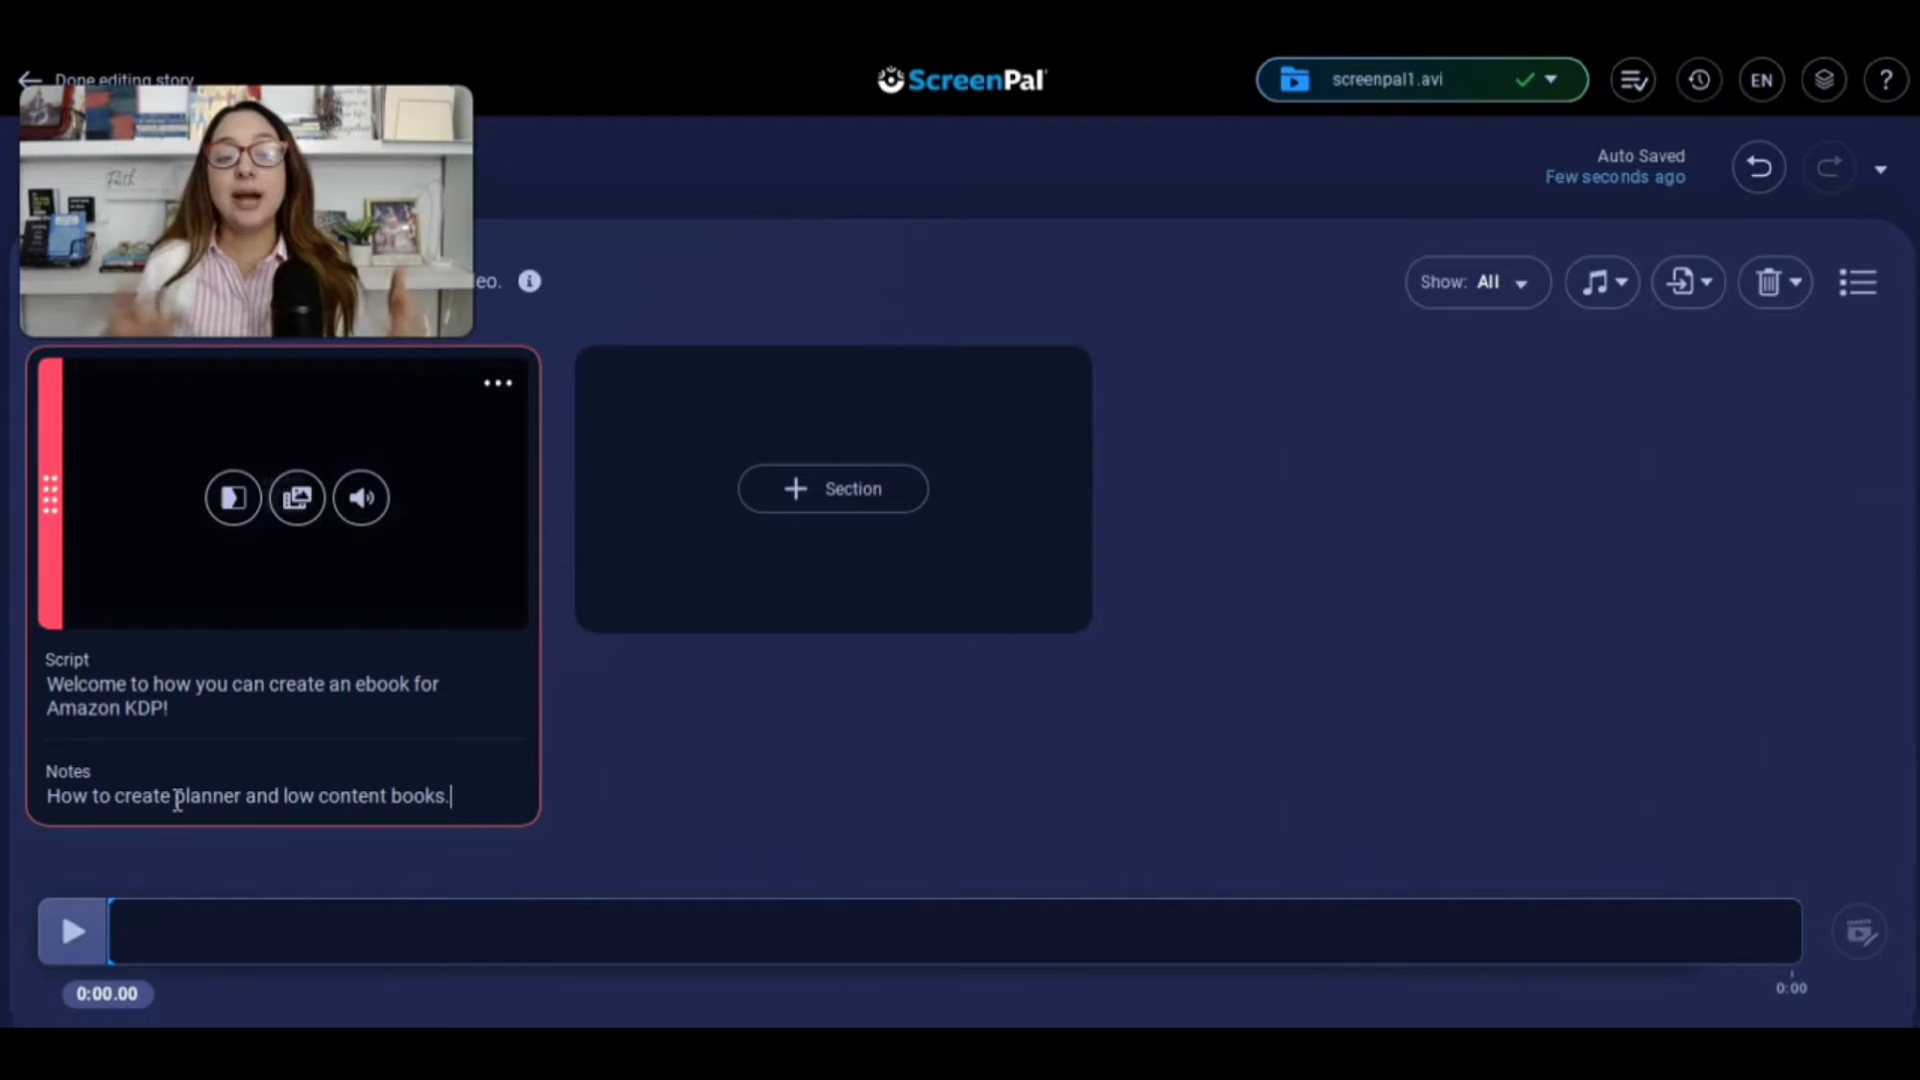 Done editing story
ScreenPal
screenpal1.avi
EN
?
Auto Saved
Few seconds ago
Faith
eo.
Show: All
Section
Script
Welcome to how you can create an ebook for
Amazon KDP!
Notes
How to create planner and low content books.
0:00.00
0:00